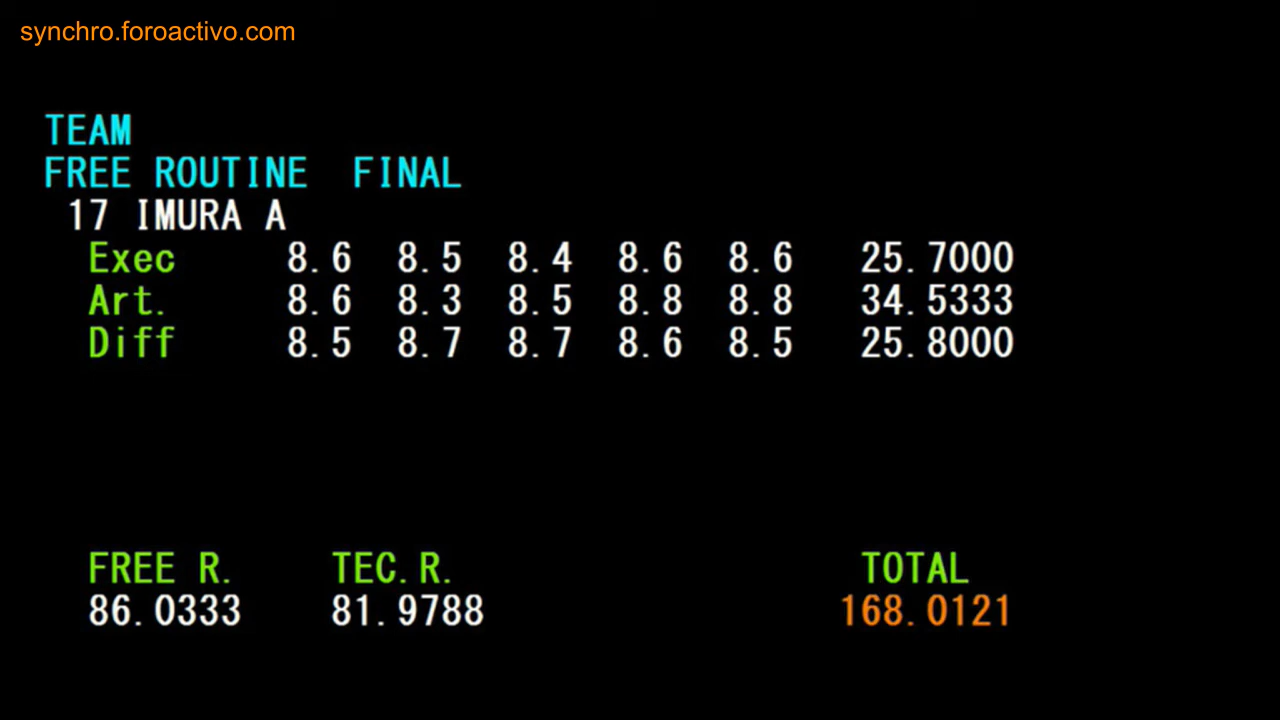 synchro.foroactivo.com
TEAM
FREE ROUTINE FINAL
17 IMURA A
Exec 8.6 8.5 8.4 8.6 8.6 25.7000
Art. 8.6 8.3 8.5 8.8 8.8 34.5333
Diff 8.5 8.7 8.7 8.6 8.5 25.8000
FREE R. TEC.R. TOTAL
86.0333 81.9788 168.0121